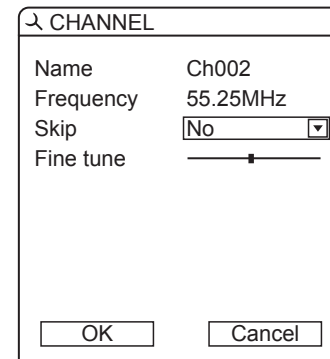 CHANNEL
Name Ch002
Frequency 55.25MHz
Skip No
Fine tune
OK Cancel